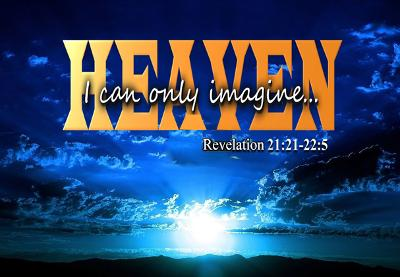 HEAVEN
I can only imagine...
Revelation 21:21-22:5